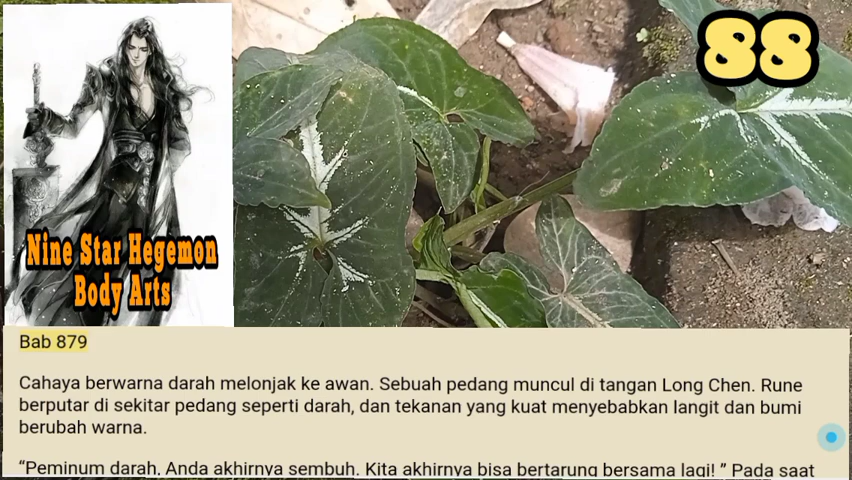 88
Nine Star Hegemon
Body Arts
Bab 879
Cahaya berwarna darah melonjak ke awan. Sebuah pedang muncul di tangan Long Chen. Rune
berputar di sekitar pedang seperti darah, dan tekanan yang kuat menyebabkan langit dan bumi
berubah warna.
“Peminum darah, Anda akhirnya sembuh. Kita akhirnya bisa bertarung bersama lagi! ” Pada saat